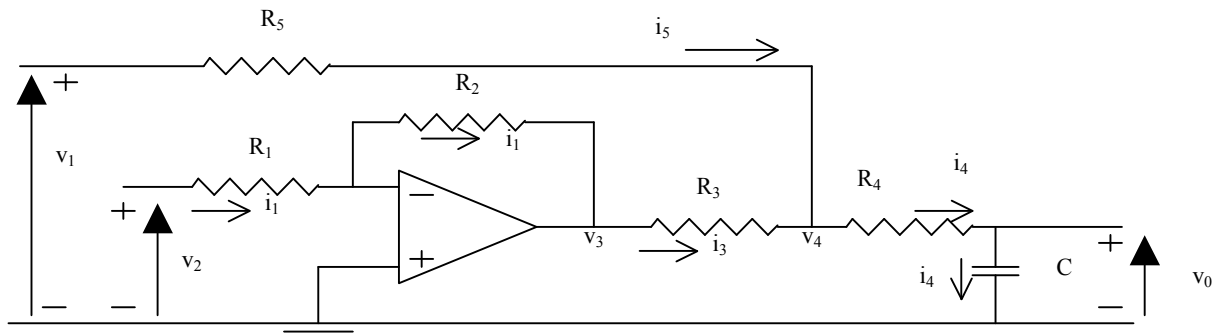 R5
i5
+
R2
v1
R1
i1
i4
R3
R4
i1
−
+
+
v3
i3
v4
+
v2
+
i4
C
v0
−
−
−